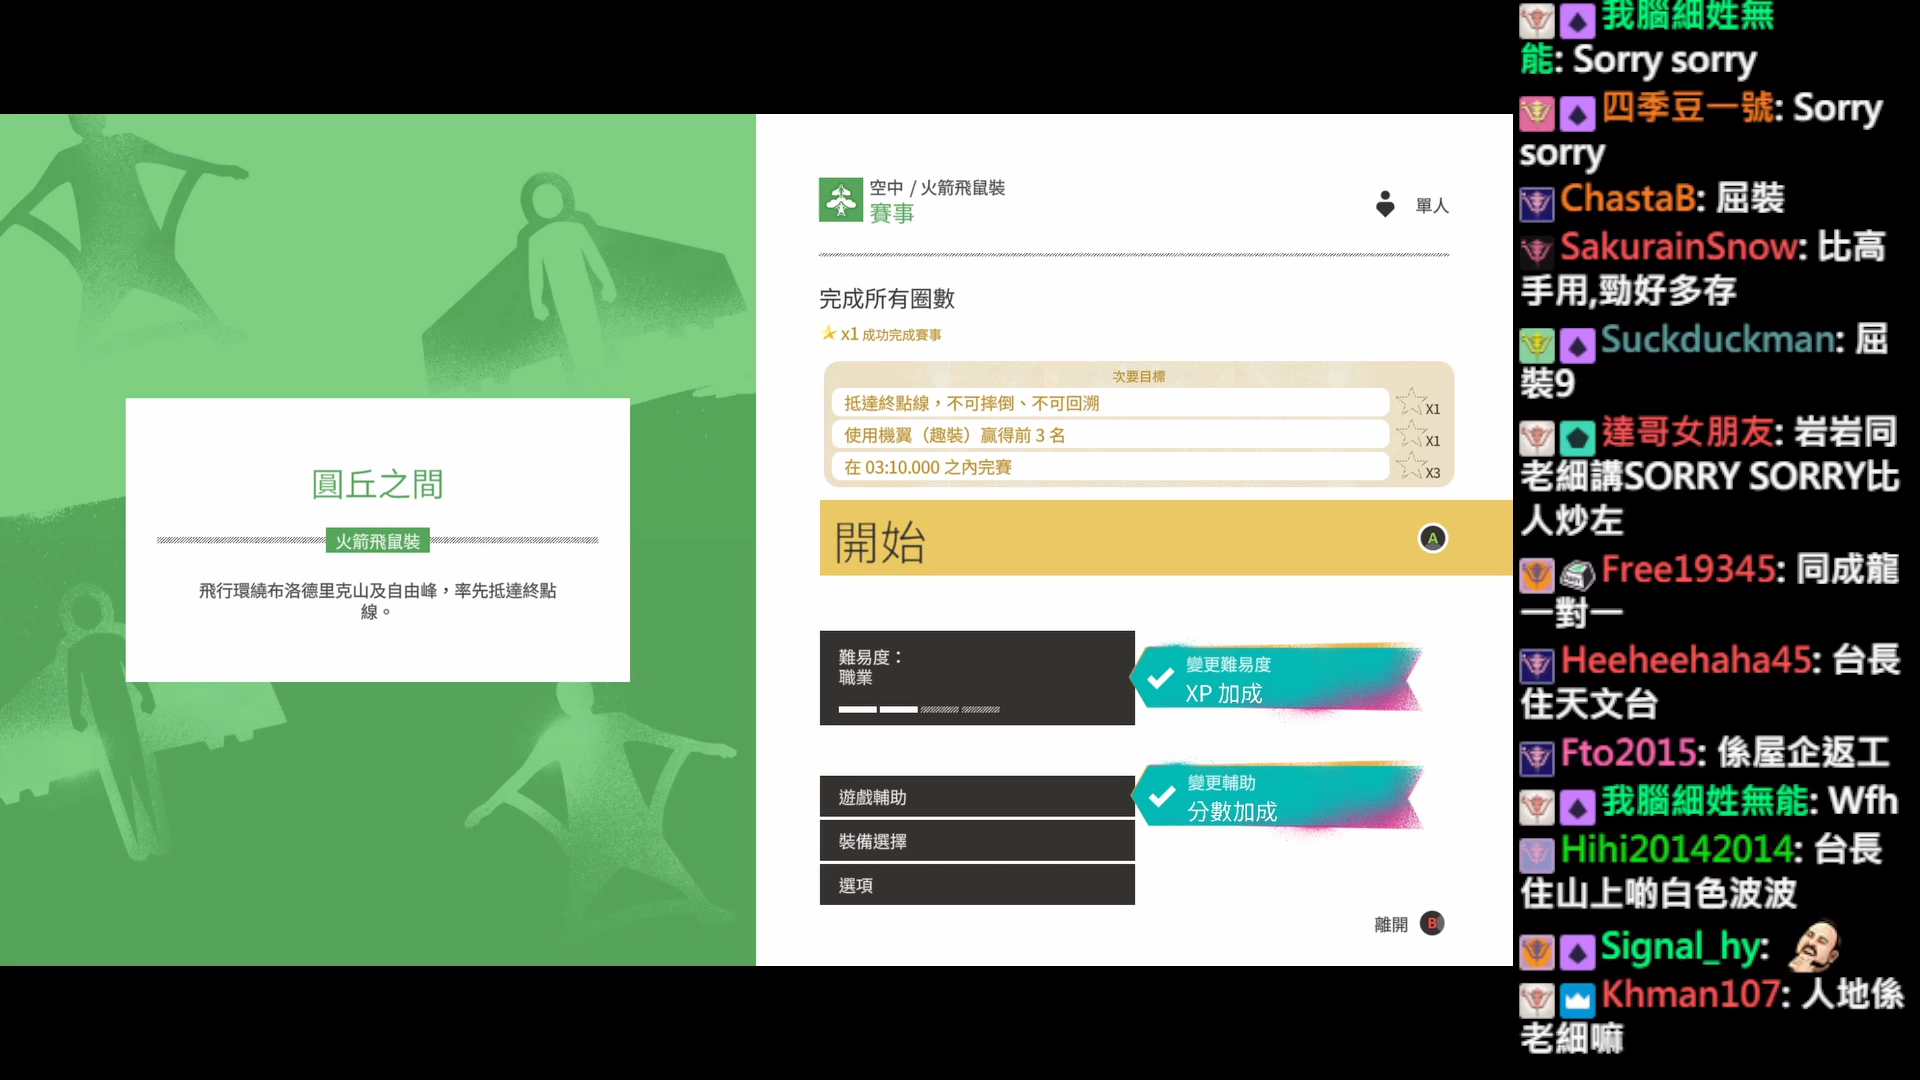 圓丘之間
火箭飛鼠裝
飛行環繞布洛德里克山及自由峰，率先抵達終點
線。
空中 / 火箭飛鼠裝
賽事
單人
完成所有圈數
x1 成功完成賽事
次要目標
抵達終點線，不可摔倒、不可回溯
X1
使用機翼（趣裝）贏得前 3 名
X1
在 03:10.000 之內完賽
X3
開始
A
難易度：
職業
變更難易度
XP 加成
遊戲輔助
變更輔助
分數加成
裝備選擇
選項
離開 B
我腦細姓無
能: Sorry sorry
四季豆一號: Sorry
sorry
ChastaB: 屈裝
SakurainSnow: 比高
手用,勁好多存
Suckduckman: 屈
裝9
達哥女朋友: 岩岩同
老細講SORRY SORRY比
人炒左
Free19345: 同成龍
一對一
Heeheehaha45: 台長
住天文台
Fto2015: 係屋企返工
我腦細姓無能: Wfh
Hihi20142014: 台長
住山上啲白色波波
Signal_hy:
Khman107: 人地係
老細嘛